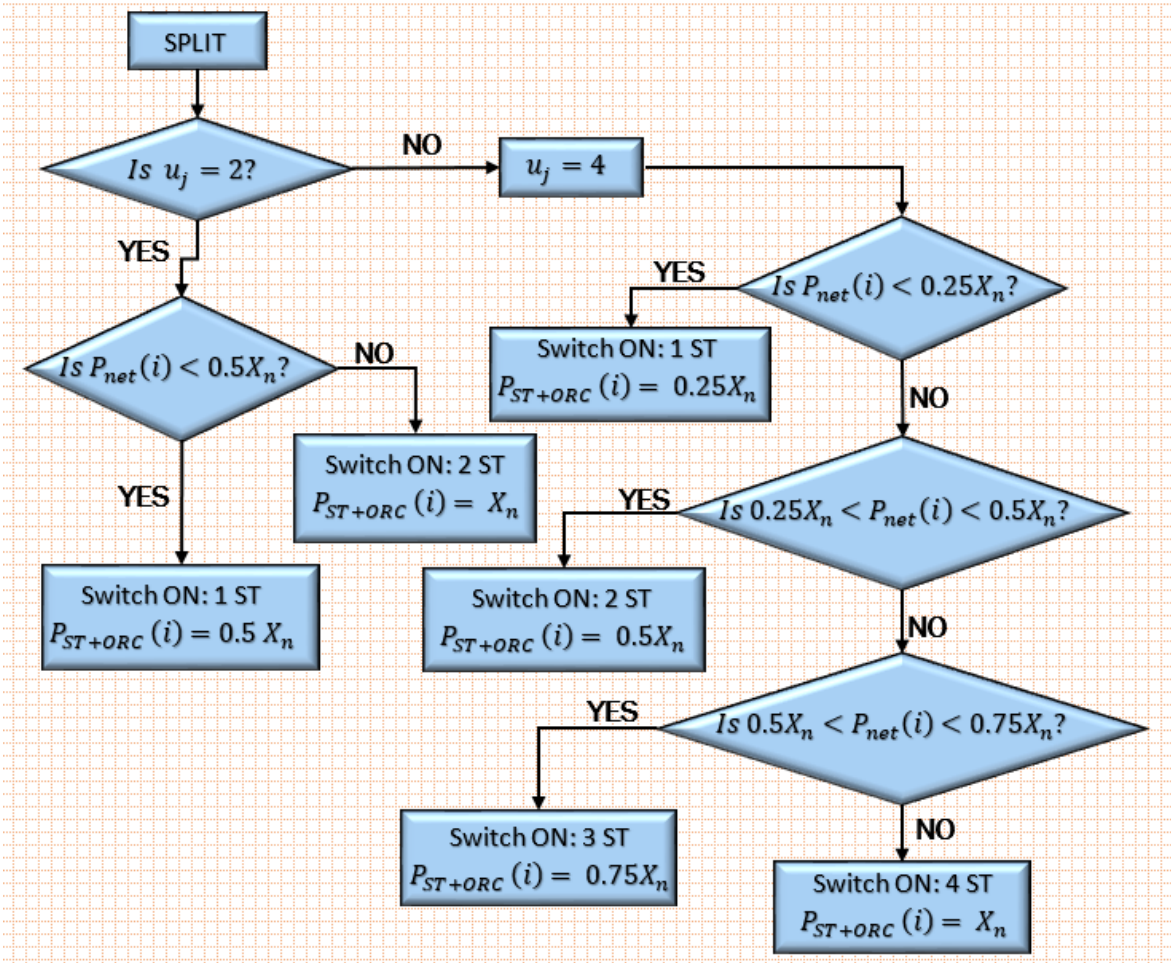 SPLIT
Is u_j = 2?
NO
u_j = 4
YES
Is P_net(i) < 0.25X_n?
YES
Switch ON: 1 ST
P_ST+ORC (i) = 0.25X_n
NO
Is P_net(i) < 0.5X_n?
NO
Switch ON: 2 ST
P_ST+ORC (i) = X_n
YES
Switch ON: 1 ST
P_ST+ORC (i) = 0.5 X_n
Is 0.25X_n < P_net(i) < 0.5X_n?
YES
Switch ON: 2 ST
P_ST+ORC (i) = 0.5X_n
NO
Is 0.5X_n < P_net(i) < 0.75X_n?
YES
Switch ON: 3 ST
P_ST+ORC (i) = 0.75X_n
NO
Switch ON: 4 ST
P_ST+ORC (i) = X_n